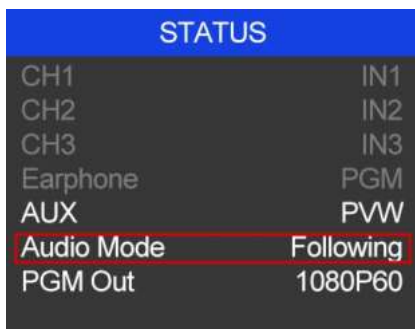 STATUS
CH1 IN1
CH2 IN2
CH3 IN3
Earphone PGM
AUX PVW
Audio Mode Following
PGM Out 1080P60